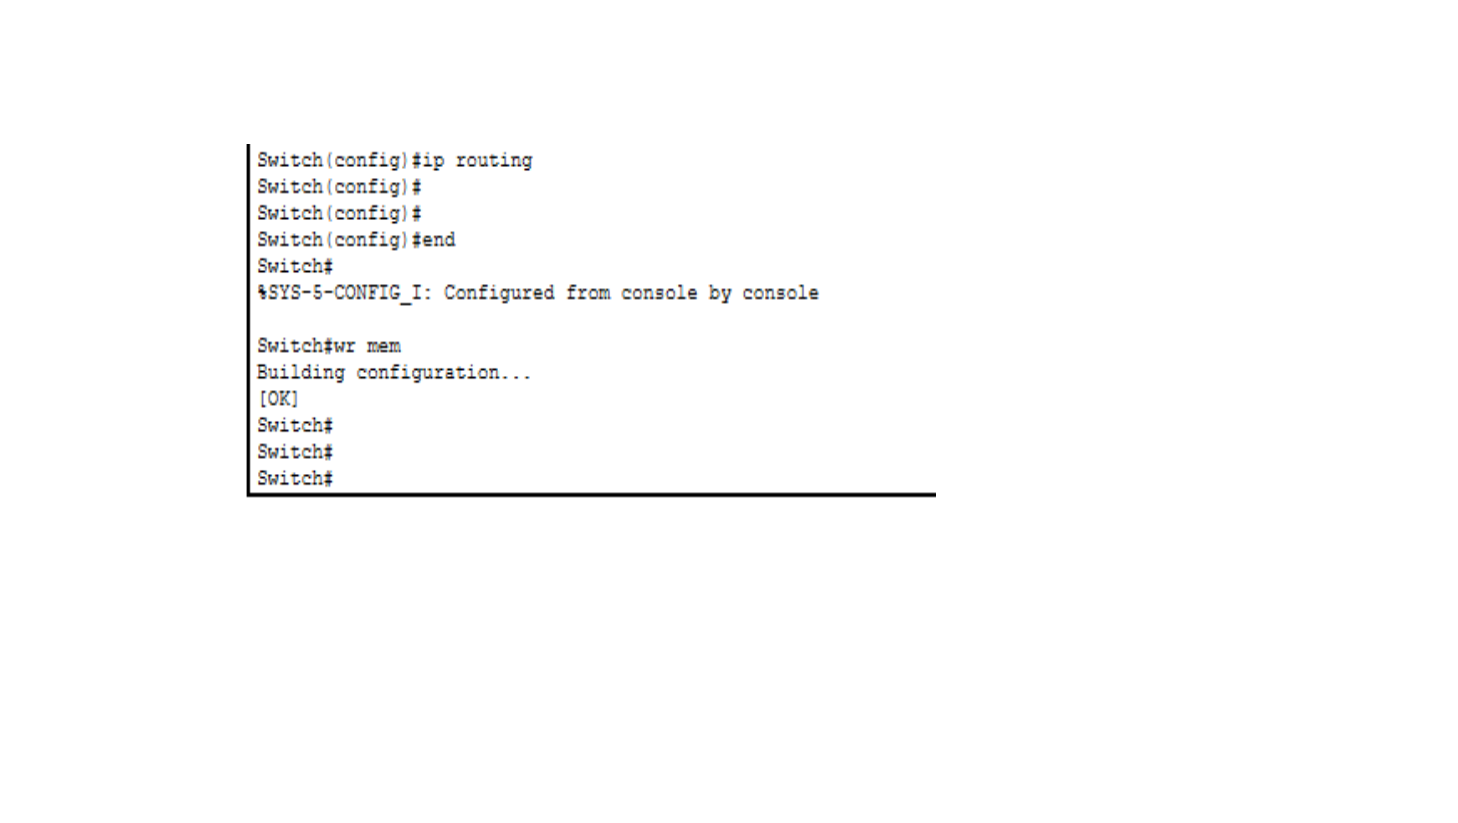 Switch(config)#ip routing
Switch(config)#
Switch(config)#
Switch(config)#end
Switch#
%SYS-5-CONFIG_I: Configured from console by console
Switch#wr mem
Building configuration...
[OK]
Switch#
Switch#
Switch#